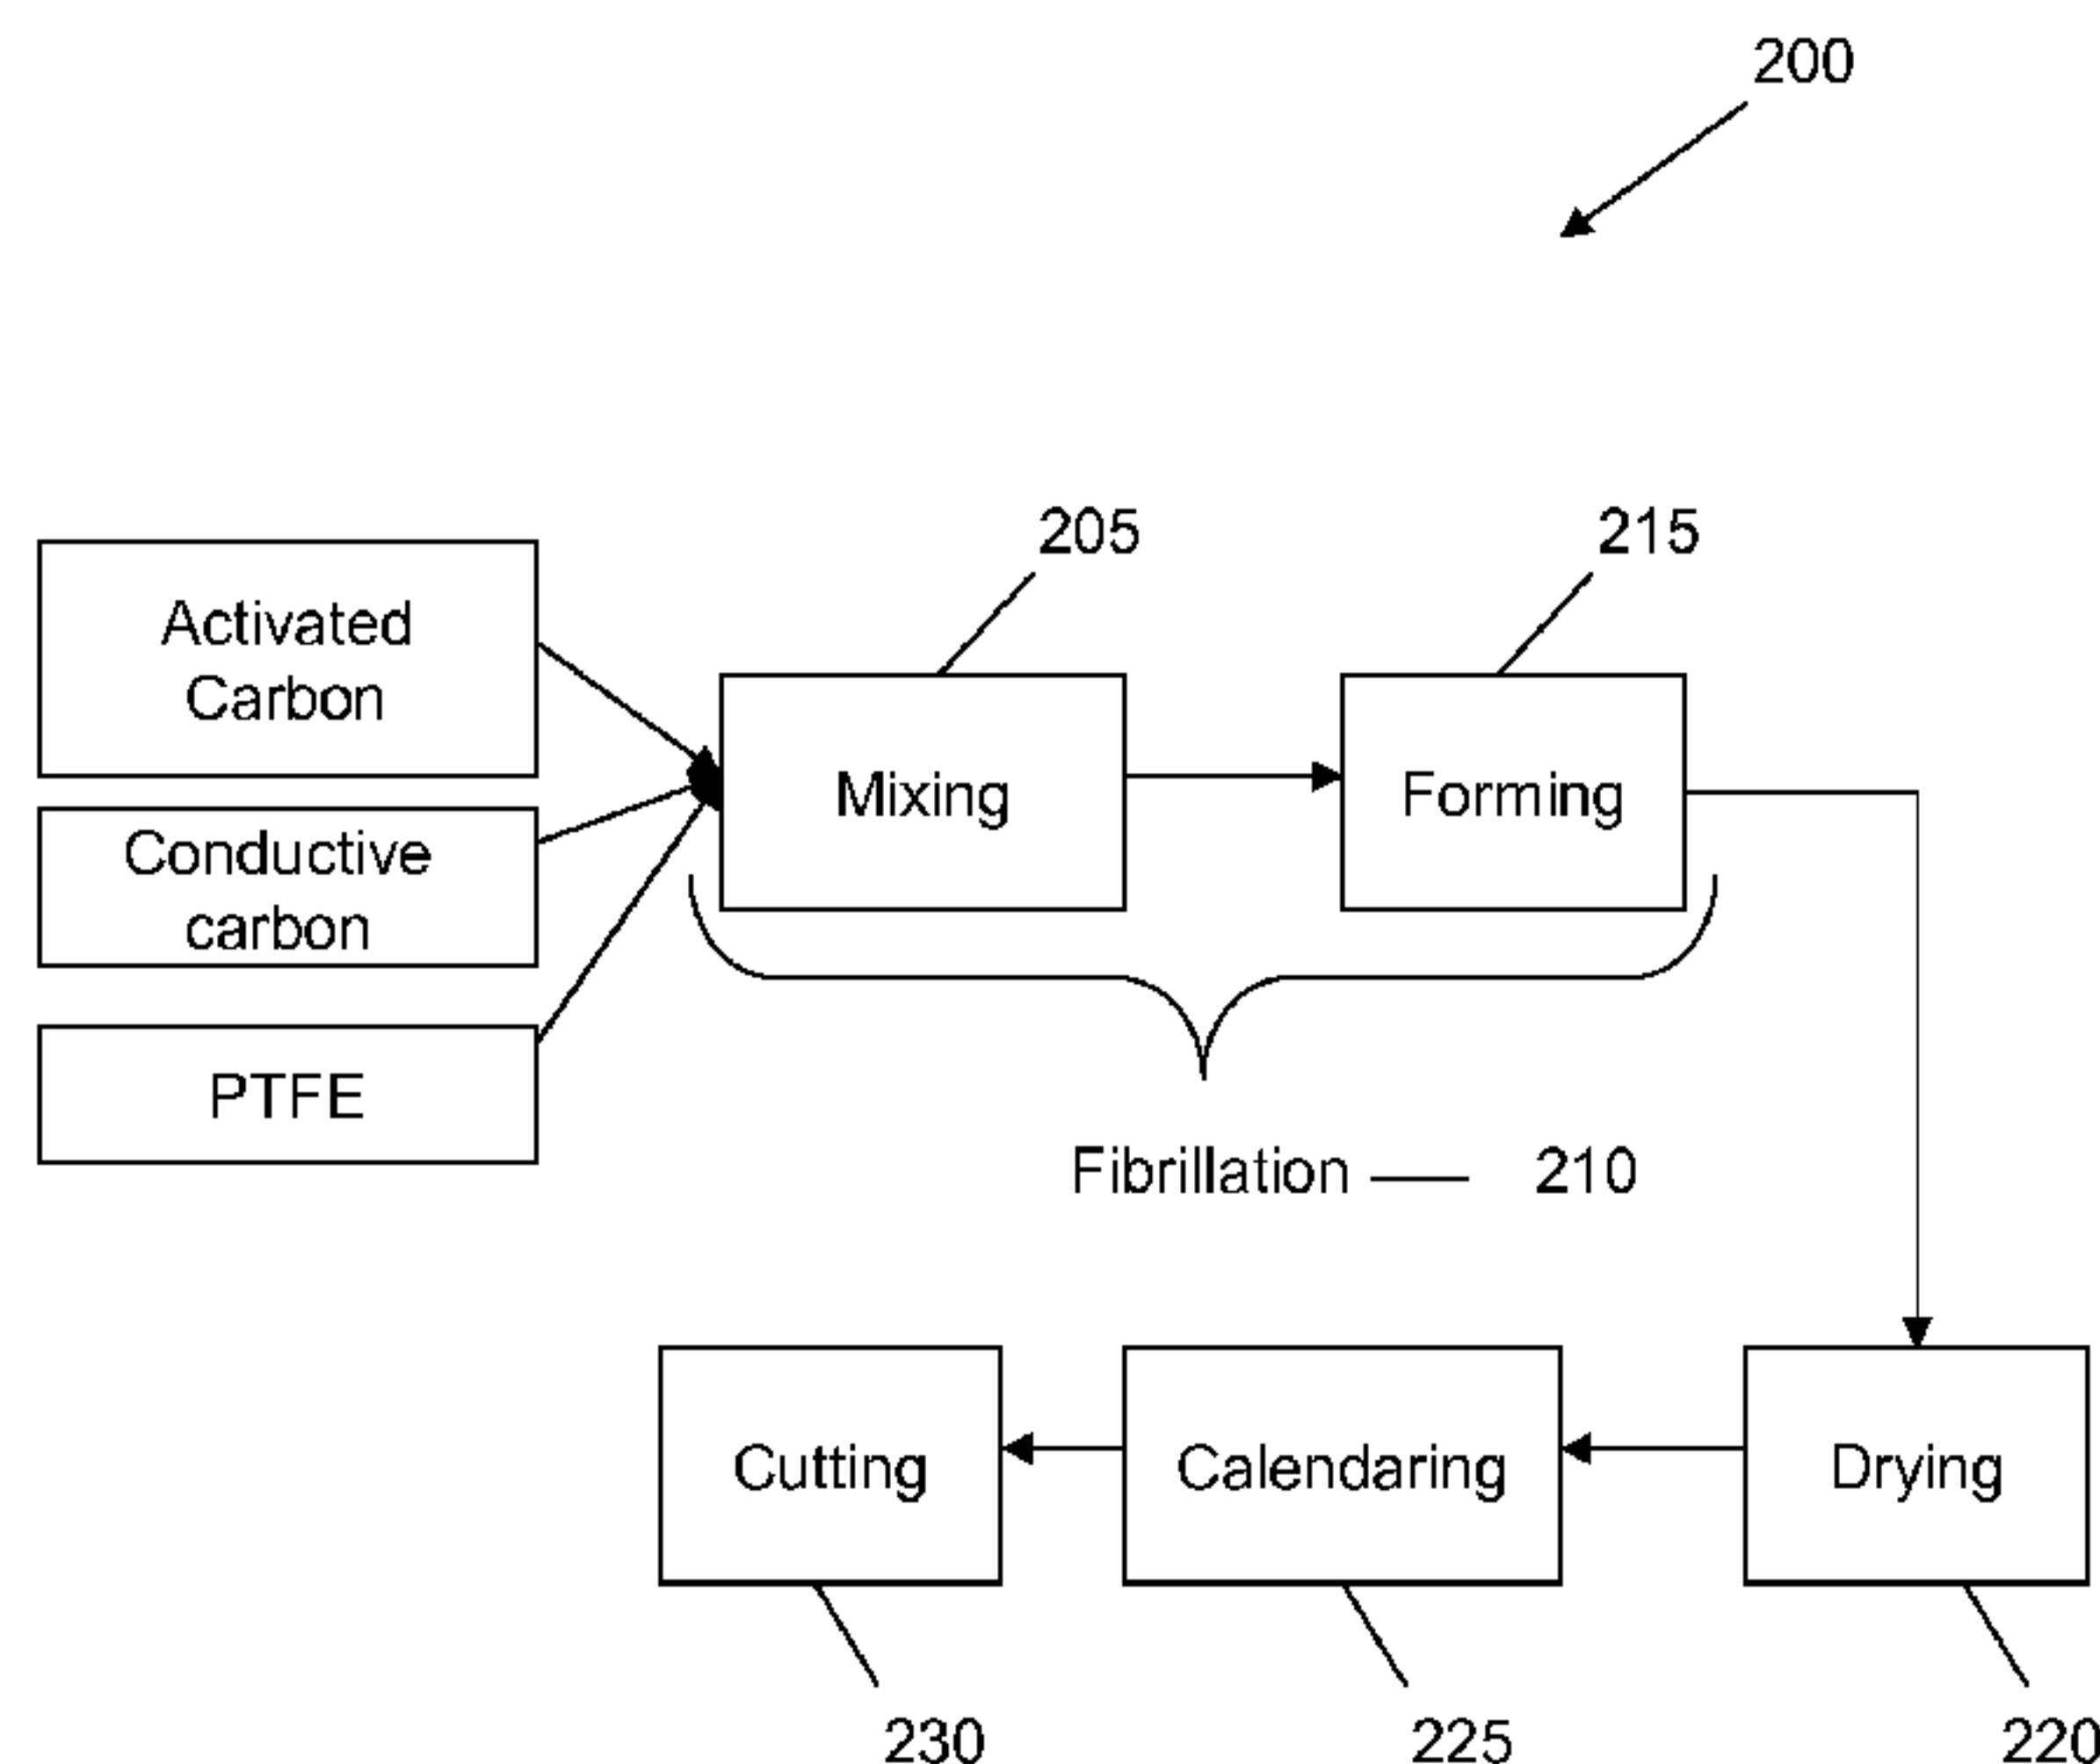 200
205
215
Activated
Carbon
Mixing
Forming
Conductive
carbon
PTFE
Fibrillation
210
Cutting
Calendaring
Drying
230
225
220